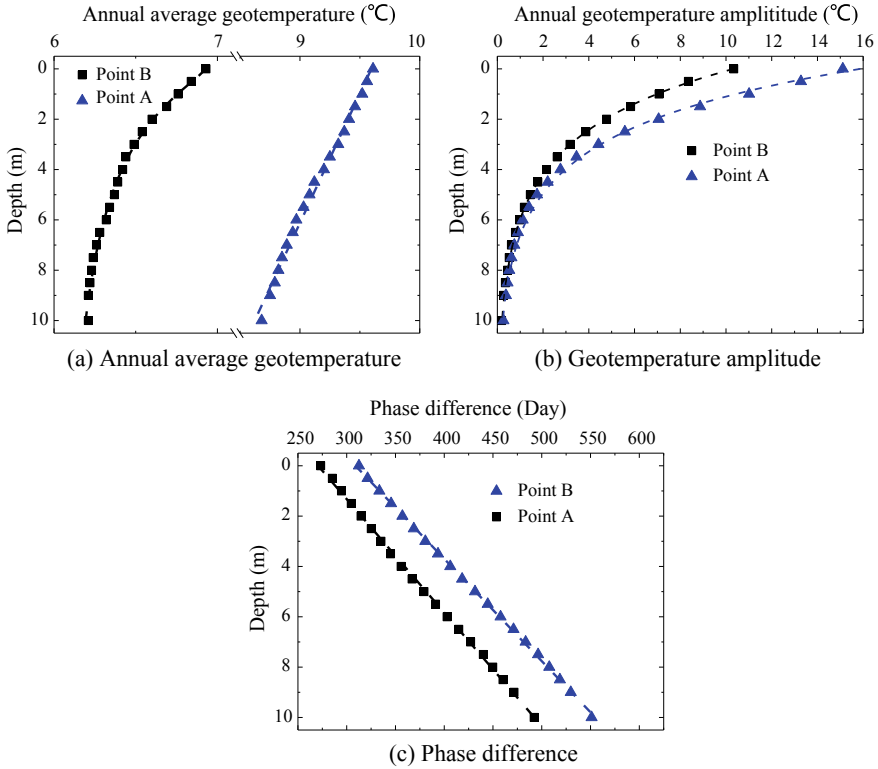 Annual average geotemperature (℃)
6 7 9 10
0
2
4
6
8
10
Depth (m)
Point B
Point A
(a) Annual average geotemperature
Annual geotemperature amplititude (℃)
0 2 4 6 8 10 12 14 16
0
2
4
6
8
10
Depth (m)
Point B
Point A
(b) Geotemperature amplitude
Phase difference (Day)
250 300 350 400 450 500 550 600
0
2
4
6
8
10
Depth (m)
Point B
Point A
(c) Phase difference